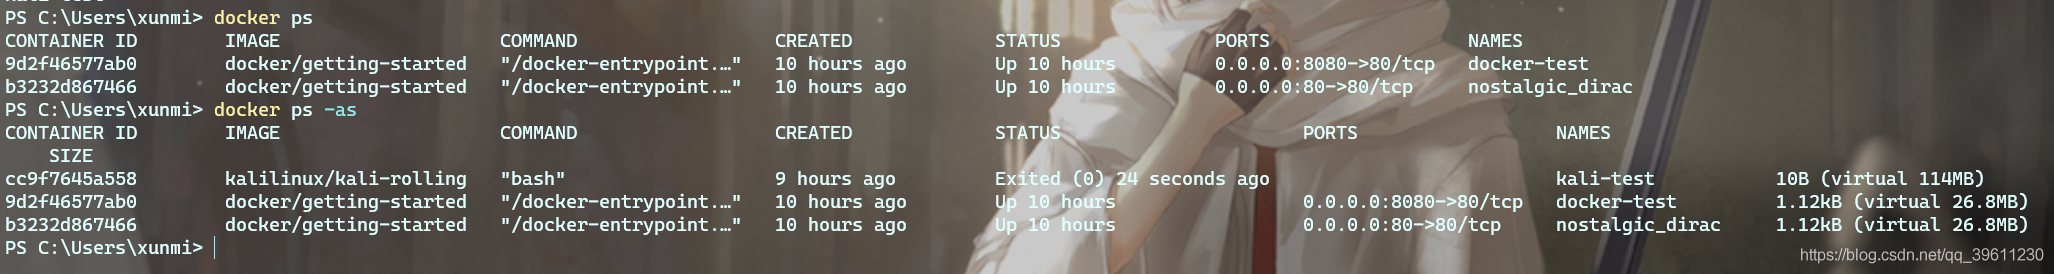 PS C:\Users\xunmi> docker ps
CONTAINER ID        IMAGE                    COMMAND                  CREATED             STATUS              PORTS                  NAMES
9d2f46577ab0        docker/getting-started   "/docker-entrypoint.…"   10 hours ago        Up 10 hours         0.0.0.0:8080->80/tcp   docker-test
b3232d867466        docker/getting-started   "/docker-entrypoint.…"   10 hours ago        Up 10 hours         0.0.0.0:80->80/tcp     nostalgic_dirac
PS C:\Users\xunmi> docker ps -as
CONTAINER ID        IMAGE                    COMMAND                  CREATED             STATUS                      PORTS                  NAMES
    SIZE
cc9f7645a558        kalilinux/kali-rolling   "bash"                   9 hours ago         Exited (0) 24 seconds ago                          kali-test           10B (virtual 114MB)
9d2f46577ab0        docker/getting-started   "/docker-entrypoint.…"   10 hours ago        Up 10 hours                 0.0.0.0:8080->80/tcp   docker-test         1.12kB (virtual 26.8MB)
b3232d867466        docker/getting-started   "/docker-entrypoint.…"   10 hours ago        Up 10 hours                 0.0.0.0:80->80/tcp     nostalgic_dirac     1.12kB (virtual 26.8MB)
PS C:\Users\xunmi>
https://blog.csdn.net/qq_39611230